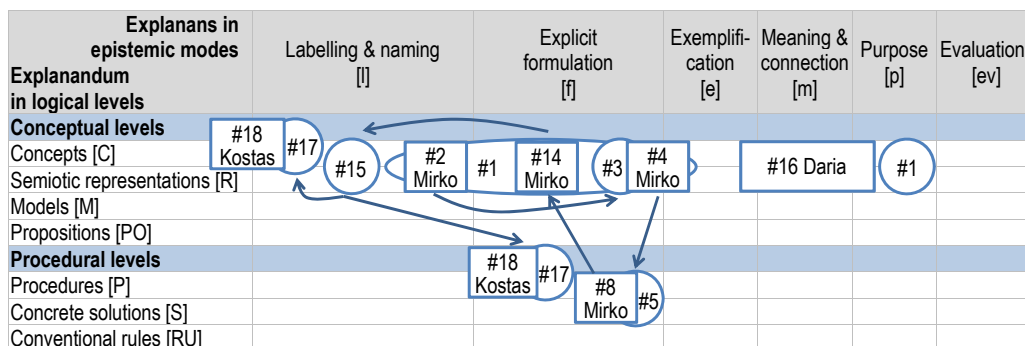 Explanans in
epistemic modes
Explanandum
in logical levels
Labelling & naming
[l]
Explicit
formulation
[f]
Exemplifi-
cation
[e]
Meaning &
connection
[m]
Purpose
[p]
Evaluation
[ev]
Conceptual levels
Concepts [C]
Semiotic representations [R]
Models [M]
Propositions [PO]
Procedural levels
Procedures [P]
Concrete solutions [S]
Conventional rules [RU]
#18
Kostas
#17
#15
#2
Mirko
#1
#14
Mirko
#3
#4
Mirko
#16 Daria
#1
#18
Kostas
#17
#8
Mirko
#5